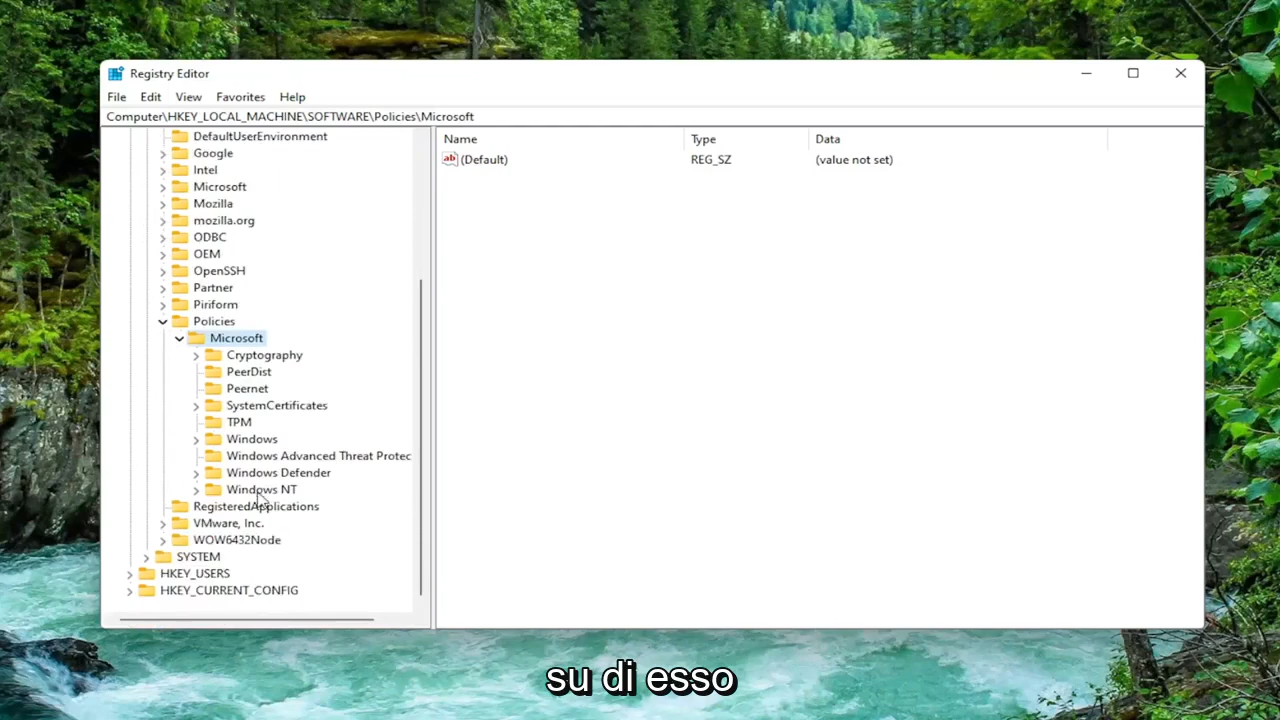 Registry Editor
File Edit View Favorites Help
Computer\HKEY_LOCAL_MACHINE\SOFTWARE\Policies\Microsoft
DefaultUserEnvironment
Google
Intel
Microsoft
Mozilla
mozilla.org
ODBC
OEM
OpenSSH
Partner
Piriform
Policies
Microsoft
Cryptography
PeerDist
Peernet
SystemCertificates
TPM
Windows
Windows Advanced Threat Protec
Windows Defender
Windows NT
RegisteredApplications
VMware, Inc.
WOW6432Node
SYSTEM
HKEY_USERS
HKEY_CURRENT_CONFIG
Name Type Data
ab (Default) REG_SZ (value not set)
su di esso